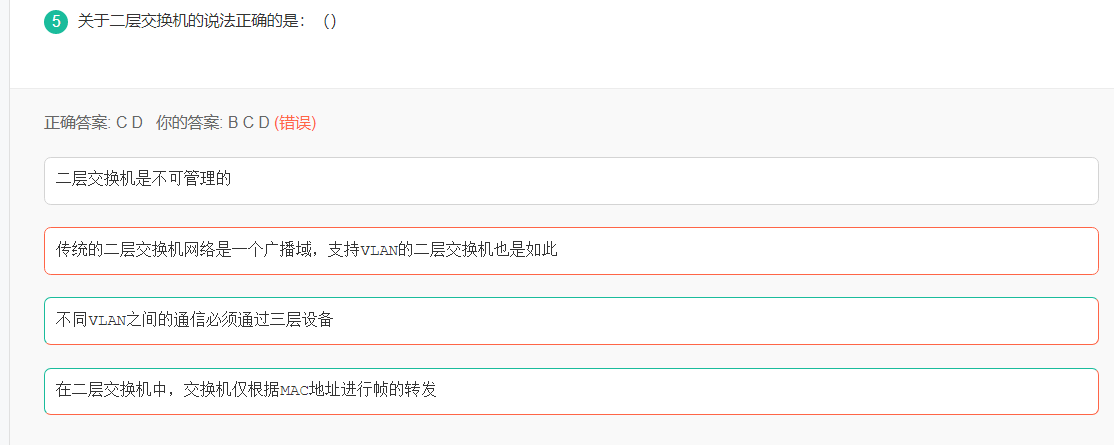 5 关于二层交换机的说法正确的是：（）
正确答案: C D 你的答案: B C D (错误)
二层交换机是不可管理的
传统的二层交换机网络是一个广播域，支持VLAN的二层交换机也是如此
不同VLAN之间的通信必须通过三层设备
在二层交换机中，交换机仅根据MAC地址进行帧的转发